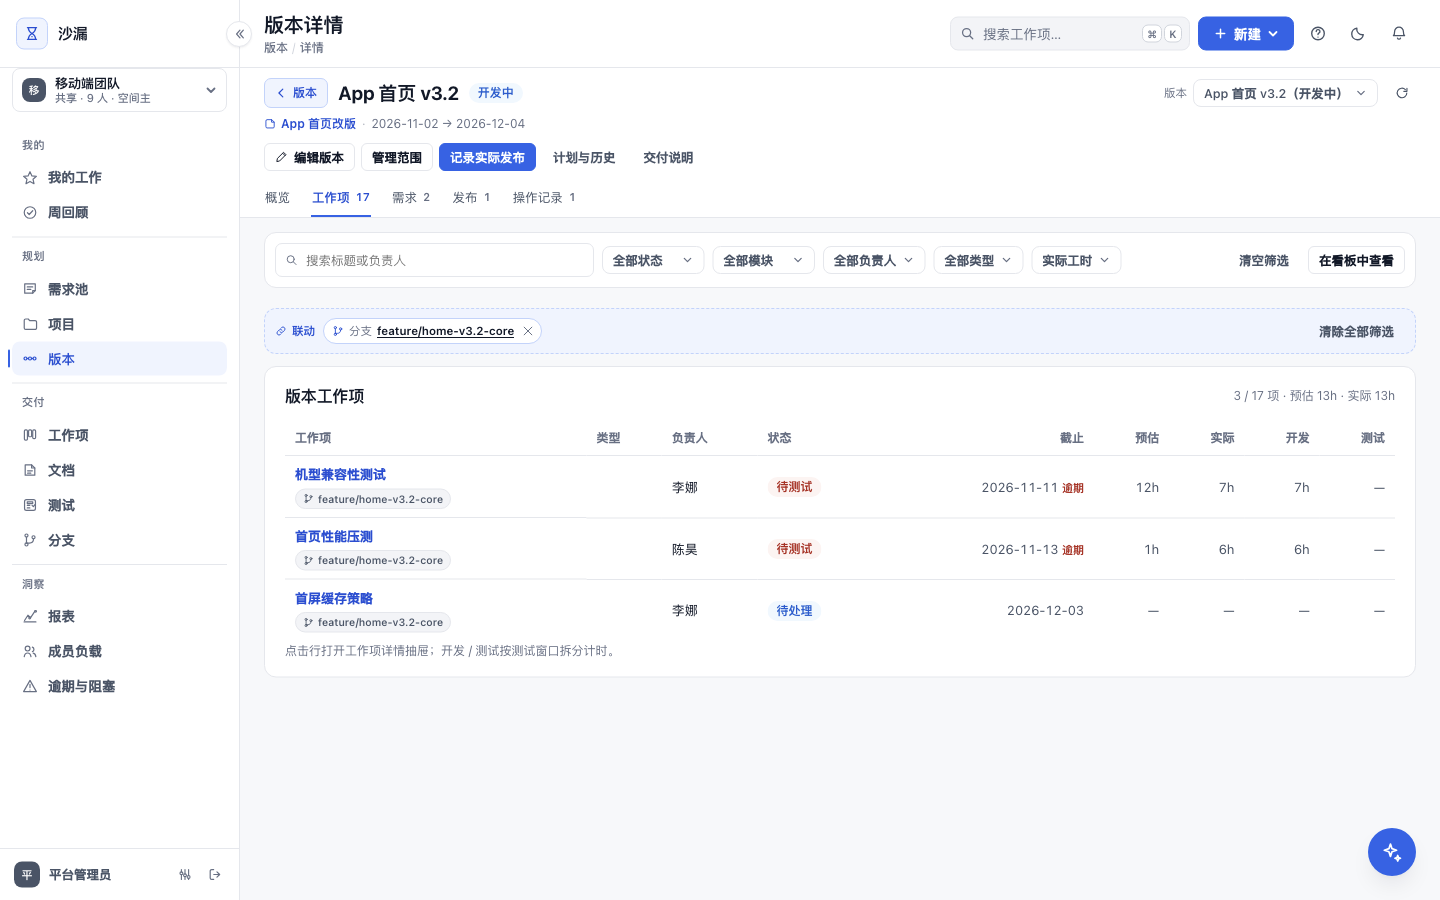 沙漏
移
移动端团队
共享 · 9 人 · 空间主
我的
我的工作
周回顾
规划
需求池
项目
版本
交付
工作项
文档
测试
分支
洞察
报表
成员负载
逾期与阻塞
平
平台管理员
版本详情
版本 / 详情
搜索工作项... ⌘ K
新建
版本
App 首页 v3.2
开发中
版本
App 首页 v3.2（开发中）
App 首页改版 · 2026-11-02 → 2026-12-04
编辑版本
管理范围
记录实际发布
计划与历史
交付说明
概览
工作项 17
需求 2
发布 1
操作记录 1
搜索标题或负责人
全部状态
全部模块
全部负责人
全部类型
实际工时
清空筛选
在看板中查看
联动
分支 feature/home-v3.2-core
清除全部筛选
版本工作项
3 / 17 项 · 预估 13h · 实际 13h
工作项 类型 负责人 状态 截止 预估 实际 开发 测试
机型兼容性测试
feature/home-v3.2-core
李娜 待测试 2026-11-11 逾期 12h 7h 7h —
首页性能压测
feature/home-v3.2-core
陈昊 待测试 2026-11-13 逾期 1h 6h 6h —
首屏缓存策略
feature/home-v3.2-core
李娜 待处理 2026-12-03 — — — —
点击行打开工作项详情抽屉；开发 / 测试按测试窗口拆分计时。